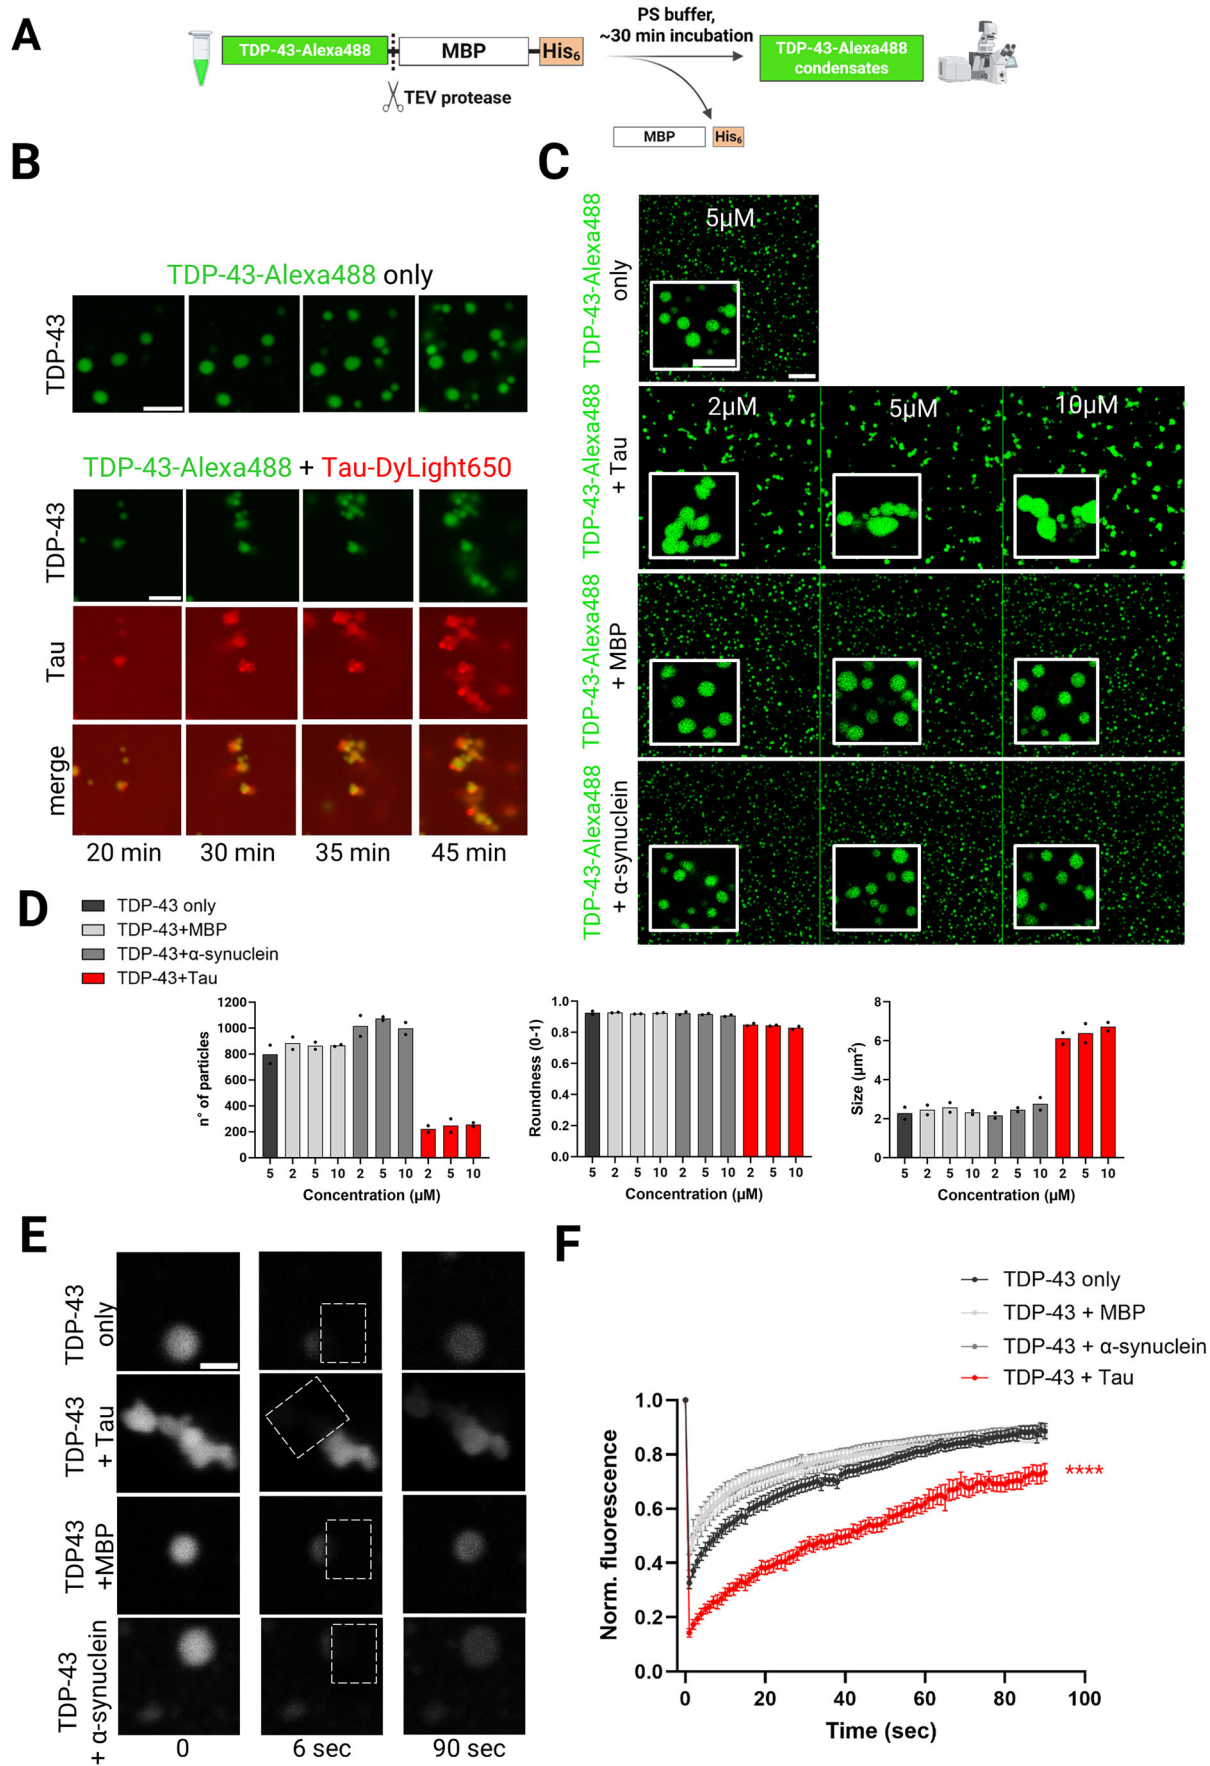 A
TDP-43-Alexa488
MBP
His6
TEV protease
PS buffer,
~30 min incubation
TDP-43-Alexa488
condensates
MBP
His6
B
TDP-43-Alexa488 only
TDP-43
TDP-43-Alexa488 + Tau-DyLight650
TDP-43
Tau
merge
20 min
30 min
35 min
45 min
C
TDP-43-Alexa488
only
5µM
TDP-43-Alexa488
+ Tau
2µM
5µM
10µM
TDP-43-Alexa488
+ MBP
TDP-43-Alexa488
+ α-synuclein
D
TDP-43 only
TDP-43+MBP
TDP-43+α-synuclein
TDP-43+Tau
n° of particles
1200
1000
800
600
400
200
0
5 2 5 10 2 5 10 2 5 10
Concentration (µM)
Roundness (0-1)
1.0
0.8
0.6
0.4
0.2
0.0
5 2 5 10 2 5 10 2 5 10
Concentration (µM)
Size (µm2)
8
6
4
2
0
5 2 5 10 2 5 10 2 5 10
Concentration (µM)
E
TDP-43
only
TDP-43
+ Tau
TDP43
+MBP
TDP-43
+ α-synuclein
0
6 sec
90 sec
F
TDP-43 only
TDP-43 + MBP
TDP-43 + α-synuclein
TDP-43 + Tau
Norm. fluorescence
1.0
0.8
0.6
0.4
0.2
0.0
****
0 20 40 60 80 100
Time (sec)